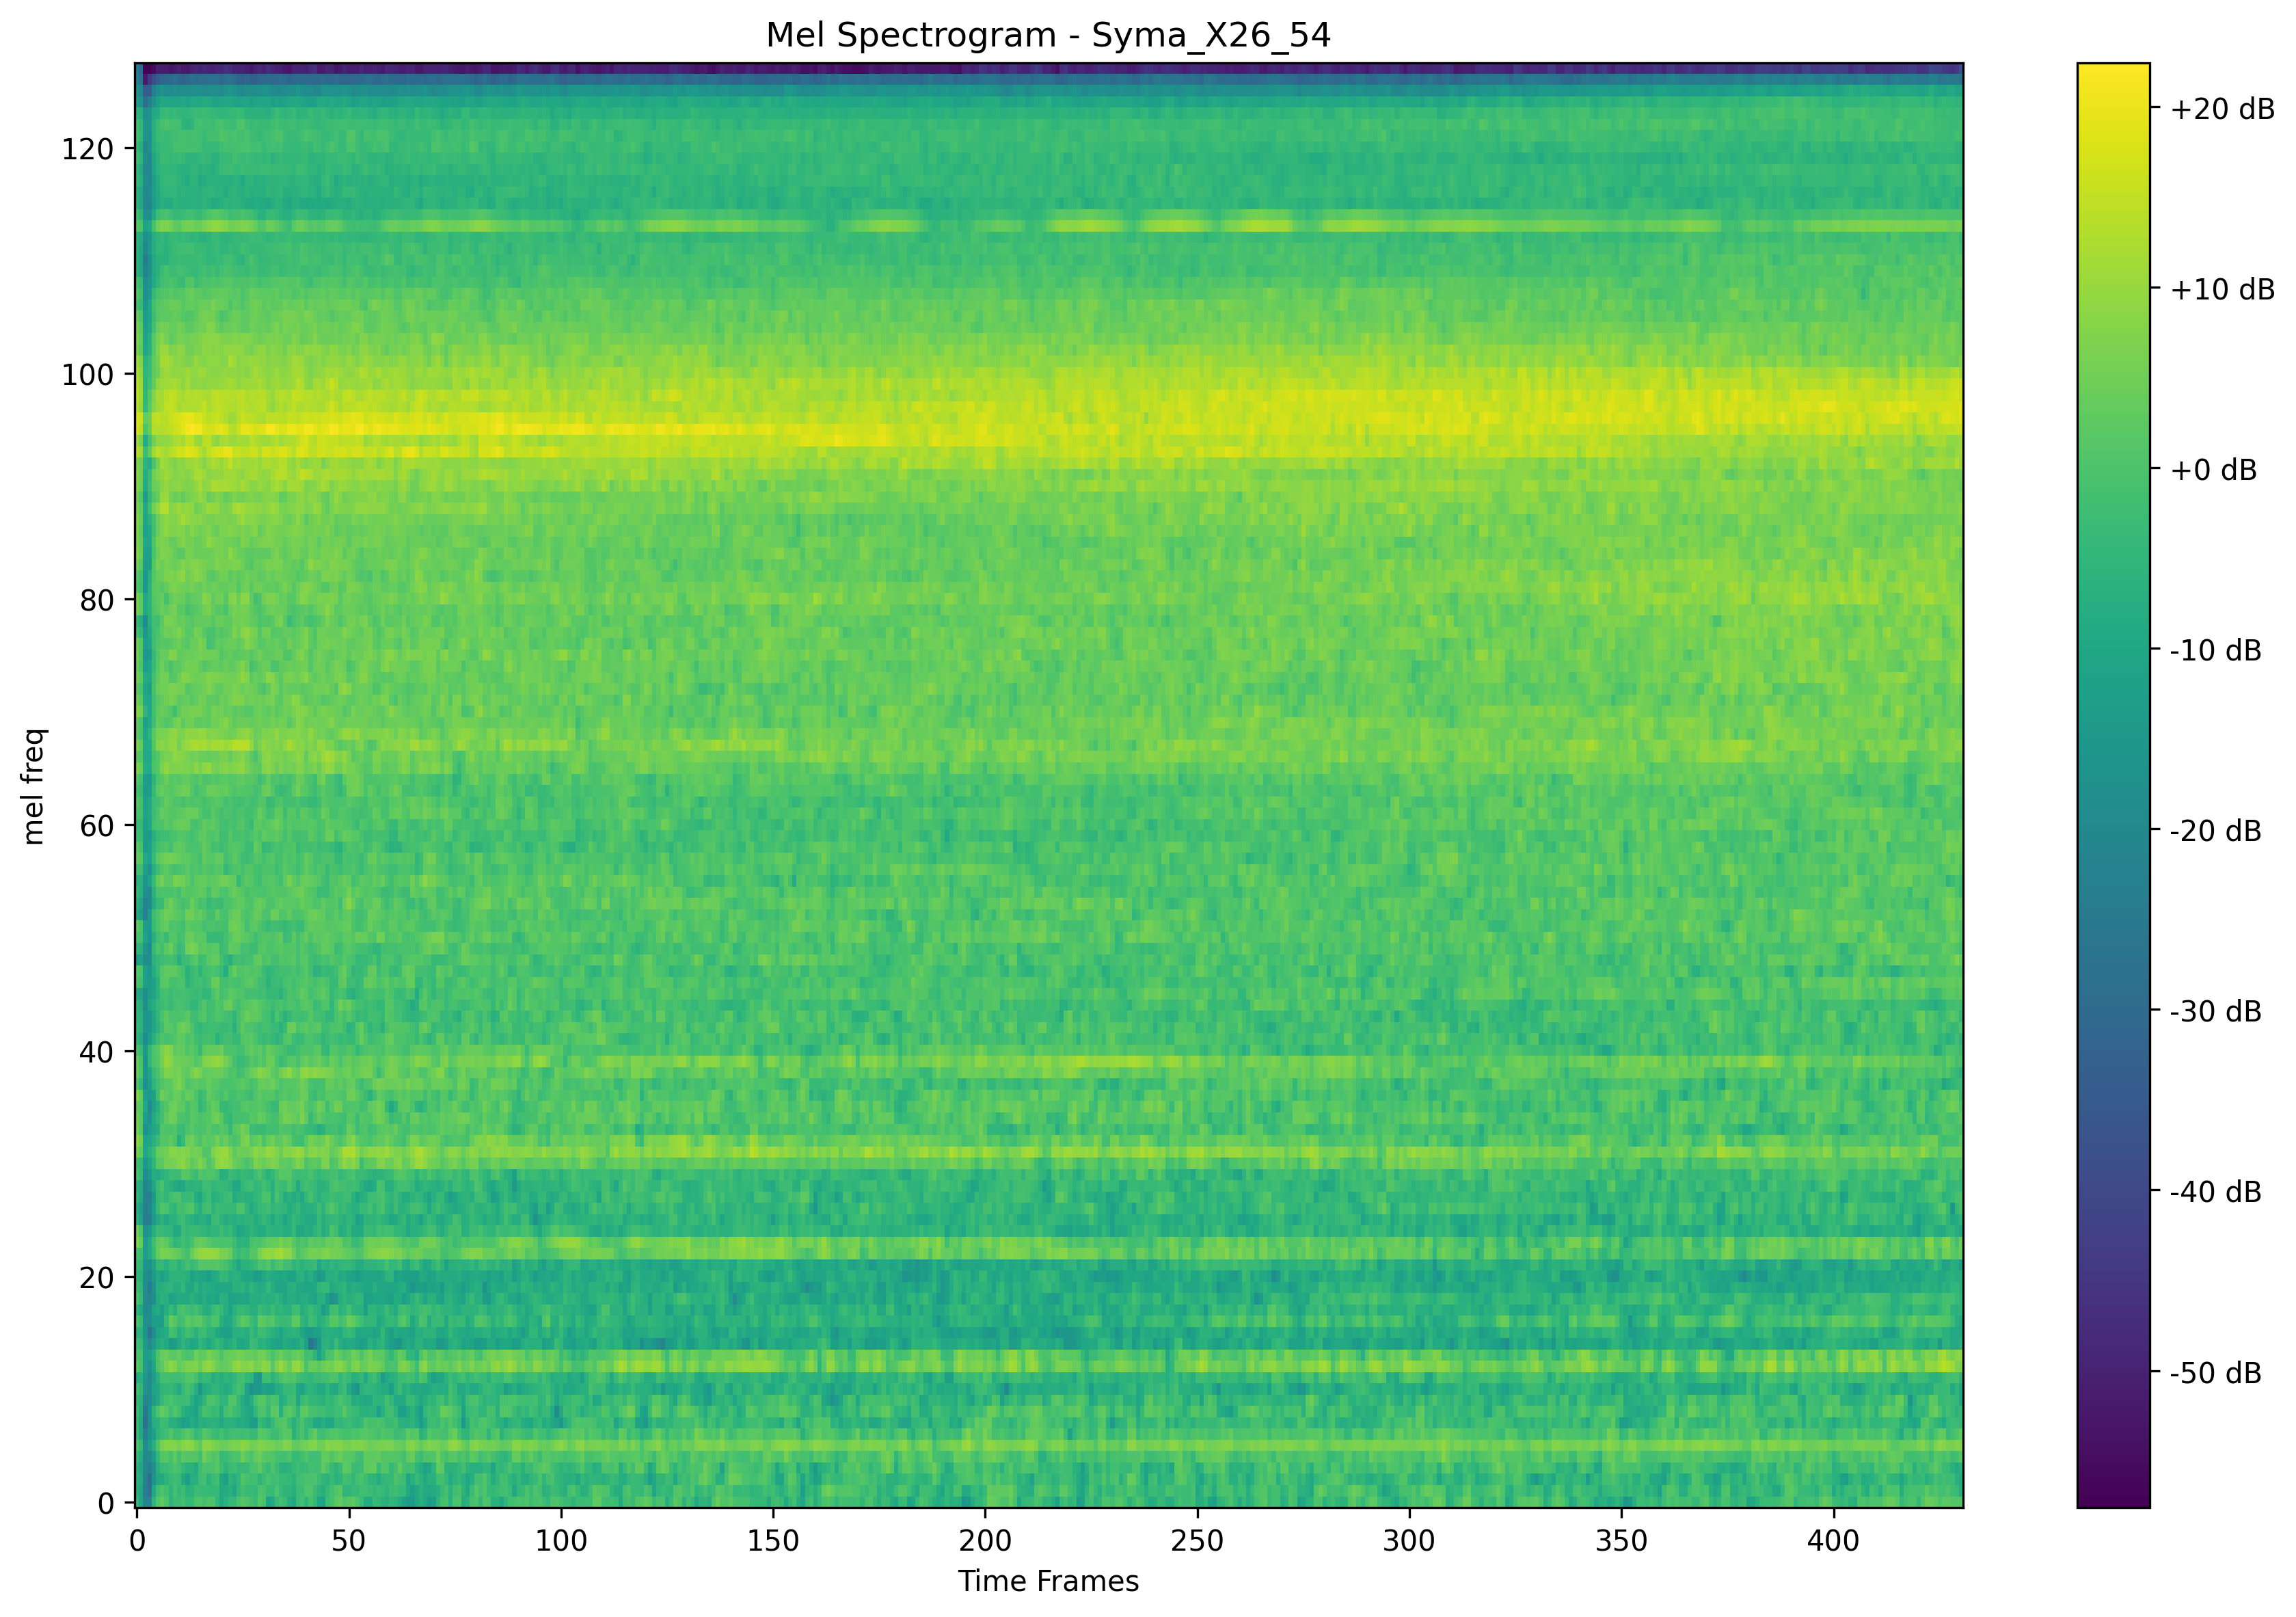 Mel Spectrogram - Syma_X26_54
mel freq
120
100
80
60
40
20
0
0 50 100 150 200 250 300 350 400
Time Frames
+20 dB
+10 dB
+0 dB
-10 dB
-20 dB
-30 dB
-40 dB
-50 dB